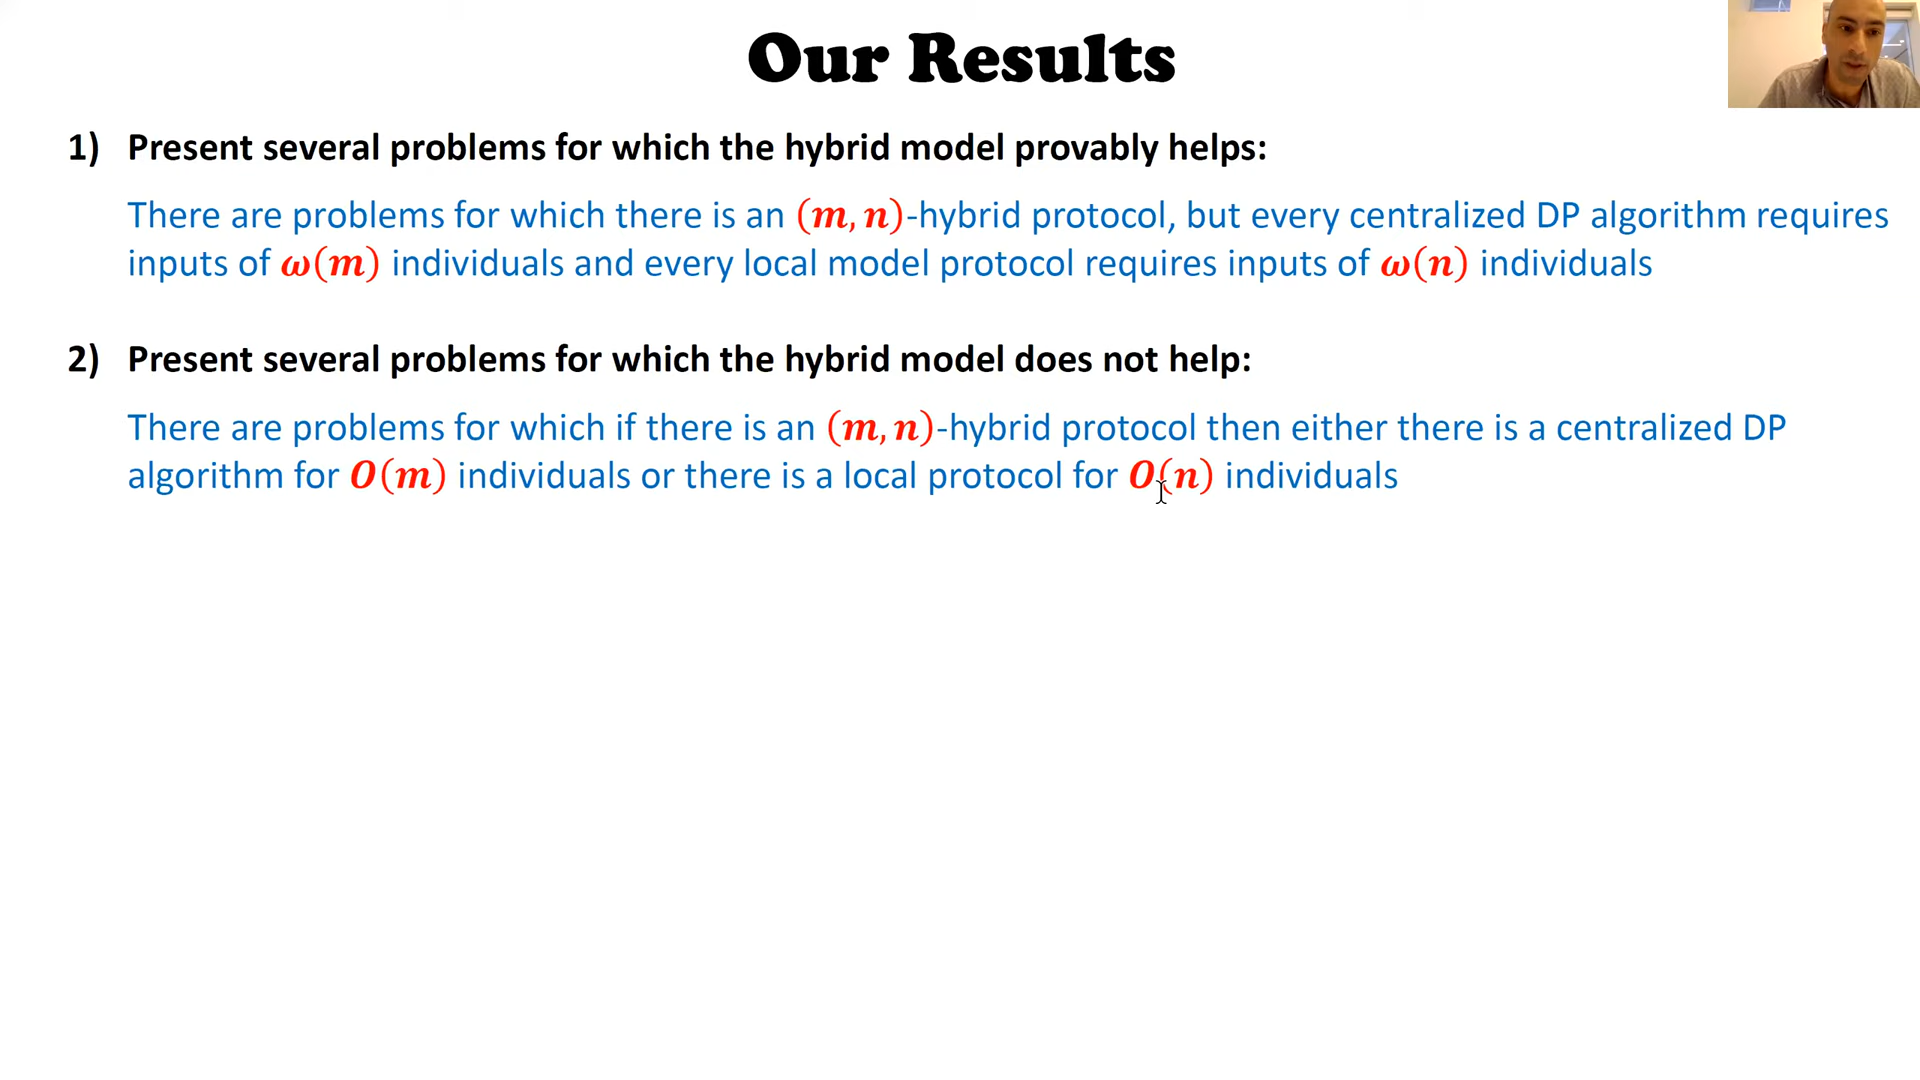 Our Results
1) Present several problems for which the hybrid model provably helps:
There are problems for which there is an (m, n)-hybrid protocol, but every centralized DP algorithm requires
inputs of ω(m) individuals and every local model protocol requires inputs of ω(n) individuals
2) Present several problems for which the hybrid model does not help:
There are problems for which if there is an (m, n)-hybrid protocol then either there is a centralized DP
algorithm for O(m) individuals or there is a local protocol for O(n) individuals